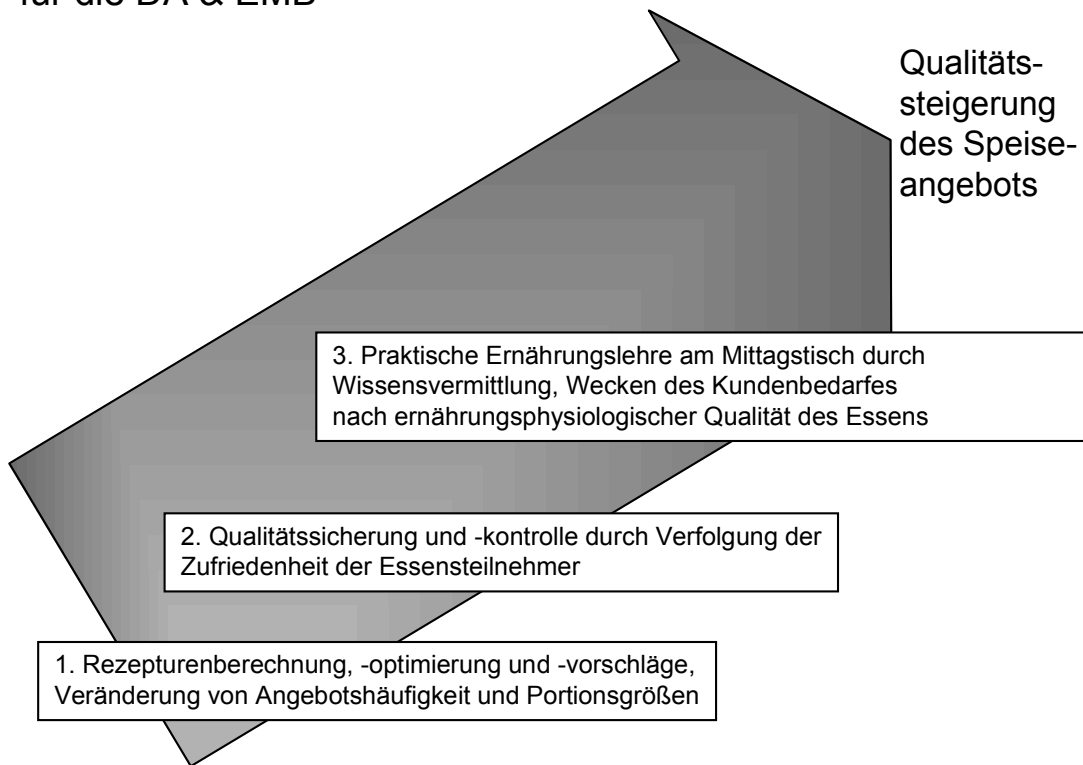 für die DA & EMB
Qualitäts-
steigerung
des Speise-
angebots
3. Praktische Ernährungslehre am Mittagstisch durch
Wissensvermittlung, Wecken des Kundenbedarfes
nach ernährungsphysiologischer Qualität des Essens
2. Qualitätssicherung und -kontrolle durch Verfolgung der
Zufriedenheit der Essensteilnehmer
1. Rezepturenberechnung, -optimierung und -vorschläge,
Veränderung von Angebotshäufigkeit und Portionsgrößen